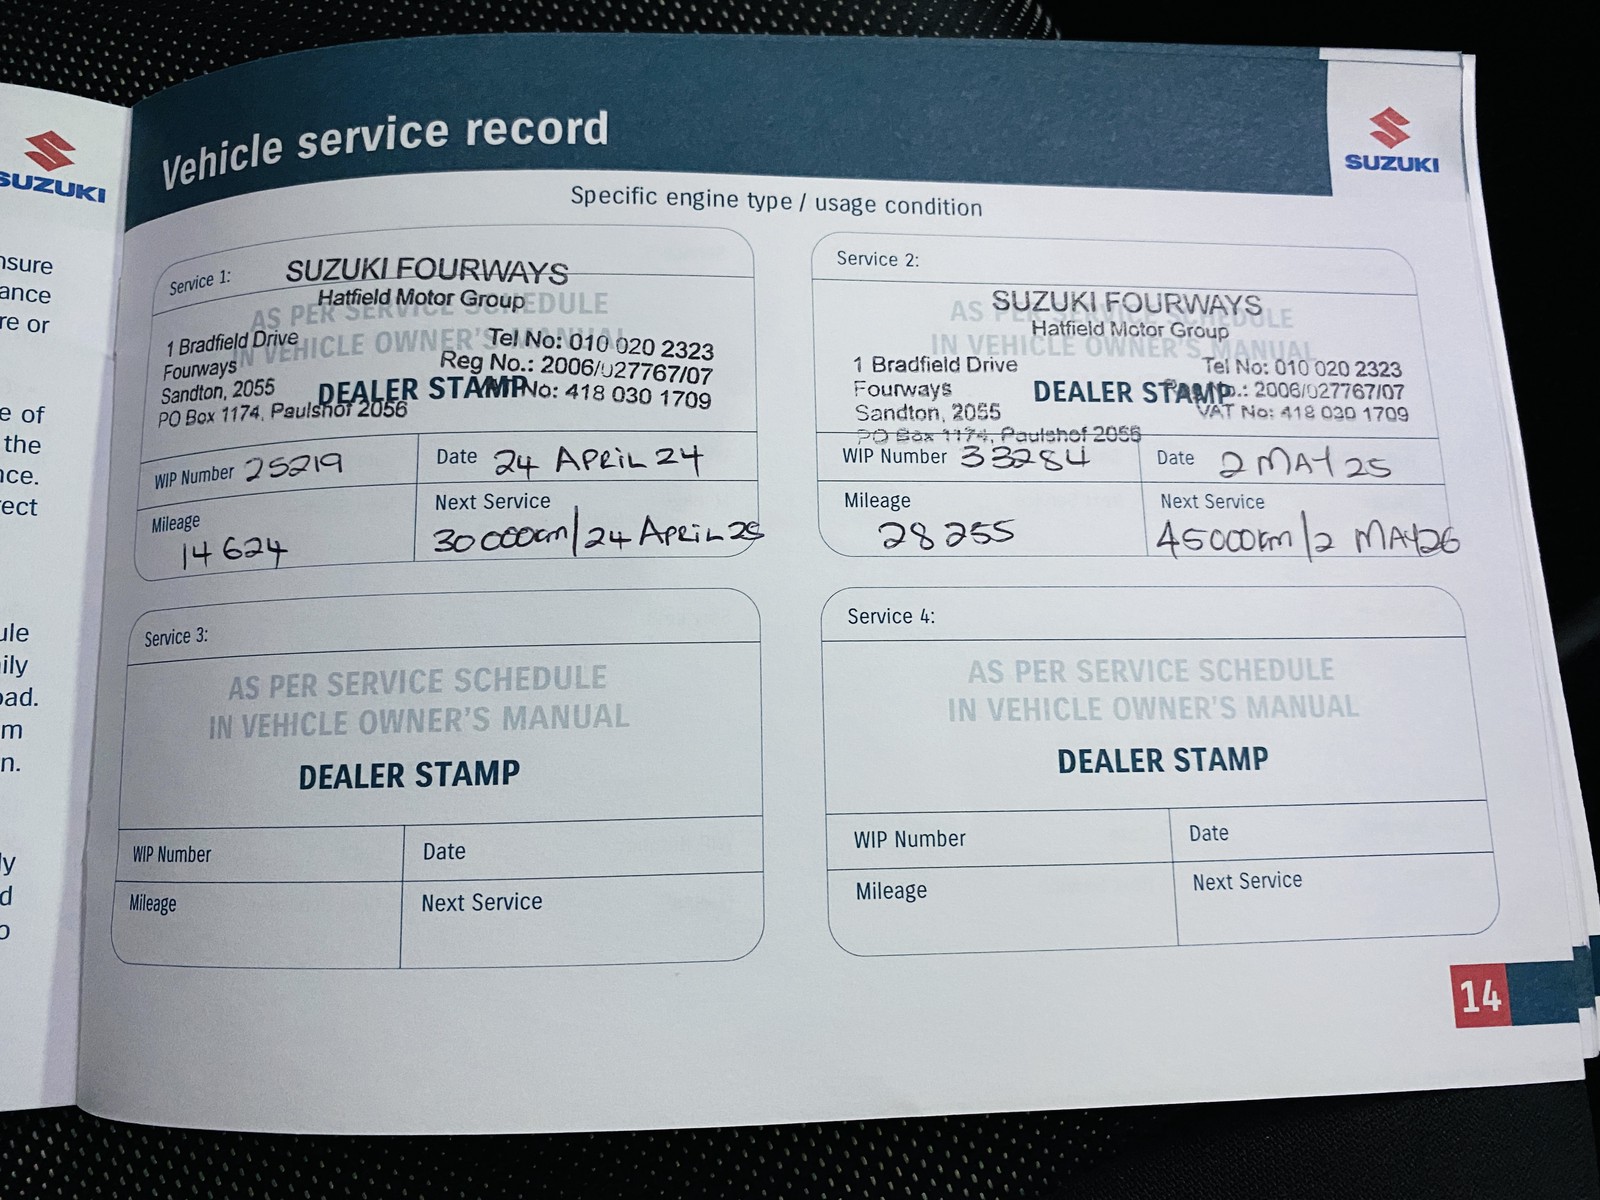 SUZUKI
nsure
ance
re or
e of
the
nce.
ect
ule
ily
oad.
m
n.
ly
d
o
Vehicle service record
SUZUKI
Specific engine type / usage condition
Service 1:
SUZUKI FOURWAYS
Hatfield Motor Group
AS PER SERVICE SCHEDULE
IN VEHICLE OWNER'S MANUAL
1 Bradfield Drive
Fourways
Sandton, 2055
PO Box 1174, Paulshof 2056
Tel No: 010 020 2323
Reg No.: 2006/027767/07
No: 418 030 1709
DEALER STAMP
WIP Number 25219
Date 24 APRIL 24
Mileage
14 624
Next Service
30 000km/24 APRIL 25
Service 2:
SUZUKI FOURWAYS
Hatfield Motor Group
AS PER SERVICE SCHEDULE
IN VEHICLE OWNER'S MANUAL
1 Bradfield Drive
Fourways
Sandton, 2055
PO Box 1174, Paulshof 2056
Tel No: 010 020 2323
No.: 2006/027767/07
VAT No: 418 030 1709
DEALER STAMP
WIP Number 33284
Date 2 MAY 25
Mileage
28 255
Next Service
45000km/2 MAY26
Service 3:
AS PER SERVICE SCHEDULE
IN VEHICLE OWNER'S MANUAL
DEALER STAMP
WIP Number
Date
Mileage
Next Service
Service 4:
AS PER SERVICE SCHEDULE
IN VEHICLE OWNER'S MANUAL
DEALER STAMP
WIP Number
Date
Mileage
Next Service
14